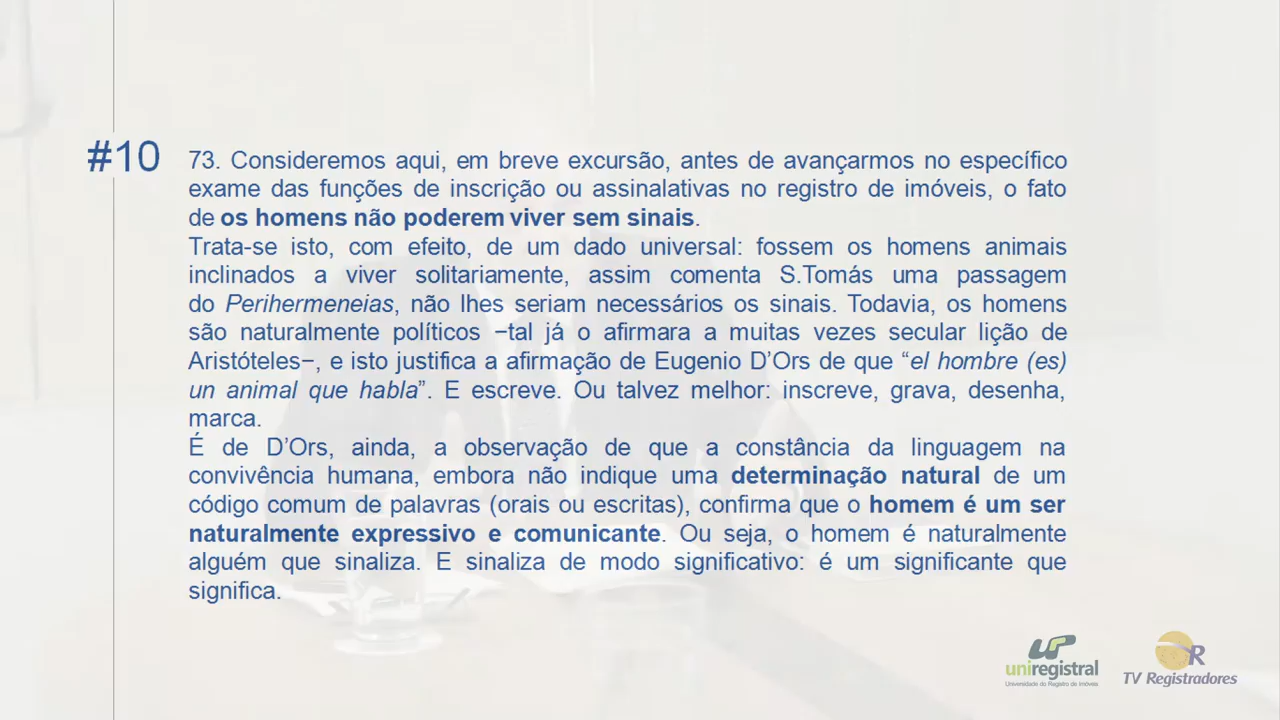 #10
73. Consideremos aqui, em breve excursão, antes de avançarmos no específico
exame das funções de inscrição ou assinalativas no registro de imóveis, o fato
de os homens não poderem viver sem sinais.
Trata-se isto, com efeito, de um dado universal: fossem os homens animais
inclinados a viver solitariamente, assim comenta S.Tomás uma passagem
do Perihermeneias, não lhes seriam necessários os sinais. Todavia, os homens
são naturalmente políticos −tal já o afirmara a muitas vezes secular lição de
Aristóteles−, e isto justifica a afirmação de Eugenio D’Ors de que “el hombre (es)
un animal que habla”. E escreve. Ou talvez melhor: inscreve, grava, desenha,
marca.
É de D’Ors, ainda, a observação de que a constância da linguagem na
convivência humana, embora não indique uma determinação natural de um
código comum de palavras (orais ou escritas), confirma que o homem é um ser
naturalmente expressivo e comunicante. Ou seja, o homem é naturalmente
alguém que sinaliza. E sinaliza de modo significativo: é um significante que
significa.
uniregistral
Universidade do Registro de Imóveis
R
TV Registradores